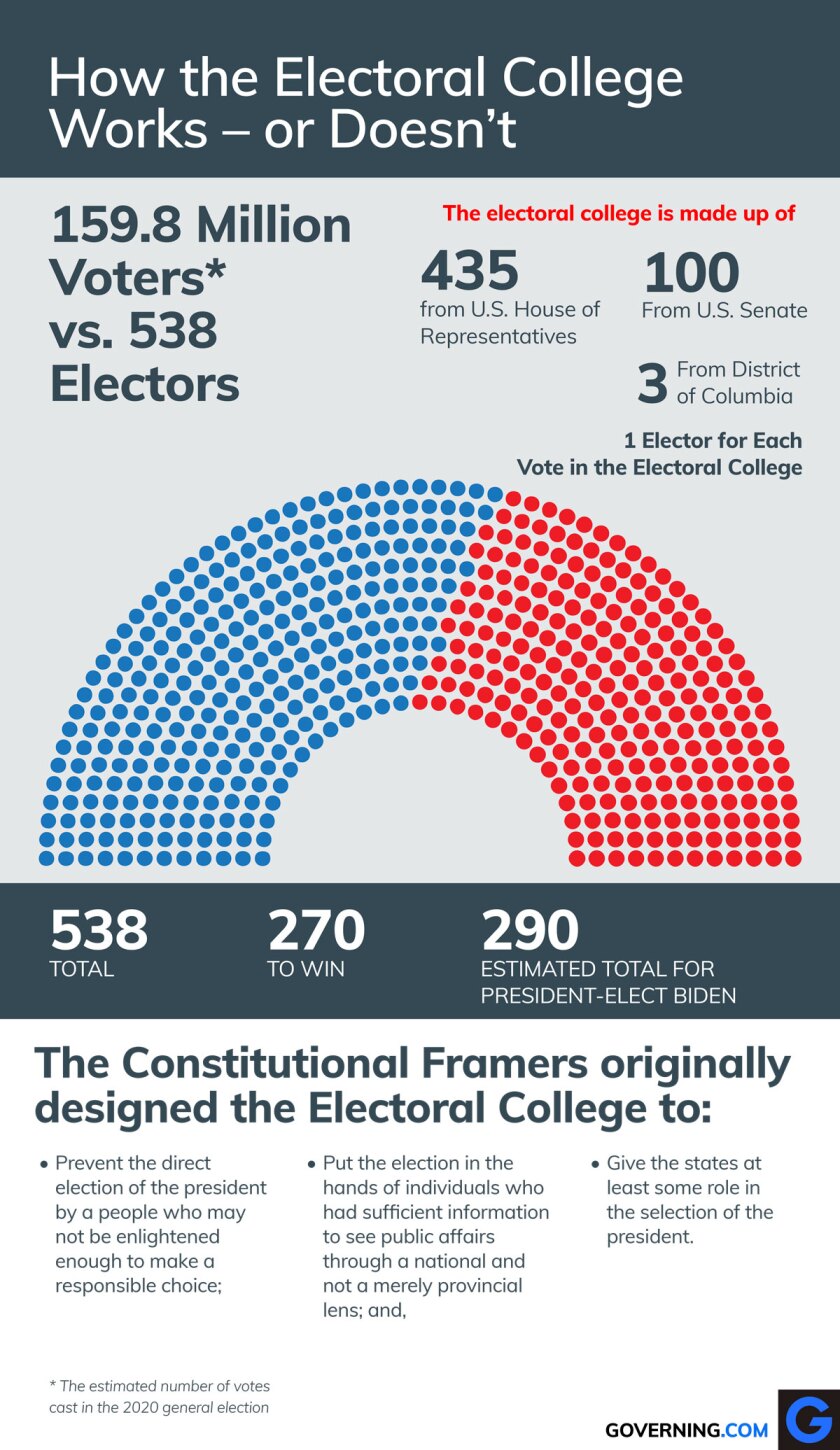 How the Electoral College
Works – or Doesn't
159.8 Million
Voters*
vs. 538
Electors
The electoral college is made up of
435
from U.S. House of
Representatives
100
From U.S. Senate
3
From District
of Columbia
1 Elector for Each
Vote in the Electoral College
538
TOTAL
270
TO WIN
290
ESTIMATED TOTAL FOR
PRESIDENT-ELECT BIDEN
The Constitutional Framers originally
designed the Electoral College to:
• Prevent the direct
election of the president
by a people who may
not be enlightened
enough to make a
responsible choice;
• Put the election in the
hands of individuals who
had sufficient information
to see public affairs
through a national and
not a merely provincial
lens; and,
• Give the states at
least some role in
the selection of the
president.
* The estimated number of votes
cast in the 2020 general election
GOVERNING.COM
G